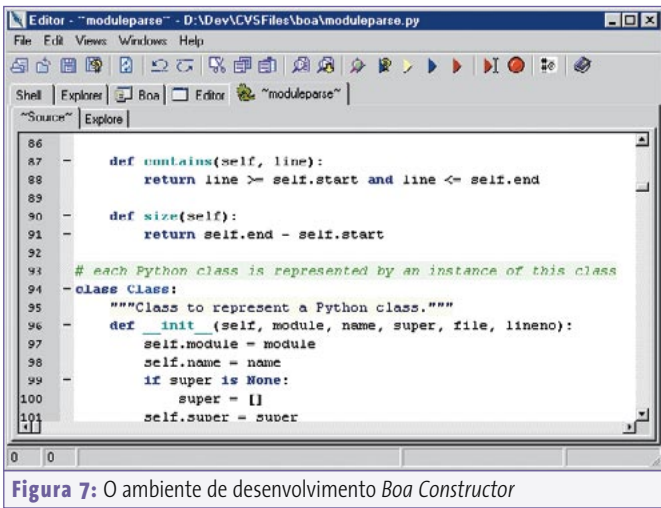 Editor - ~moduleparse~ - D:\Dev\CVSFiles\boa\moduleparse.py
File Edit Views Windows Help
Shell Explorer Boa Editor ~moduleparse~
~Source~ Explore
86
87 - def contains(self, line):
88 return line >= self.start and line <= self.end
89
90 - def size(self):
91 - return self.end - self.start
92
93 # each Python class is represented by an instance of this class
94 - class Class:
95 """Class to represent a Python class."""
96 - def __init__(self, module, name, super, file, lineno):
97 self.module = module
98 self.name = name
99 - if super is None:
100 super = []
101 self.super = super
0 0
Figura 7: O ambiente de desenvolvimento Boa Constructor